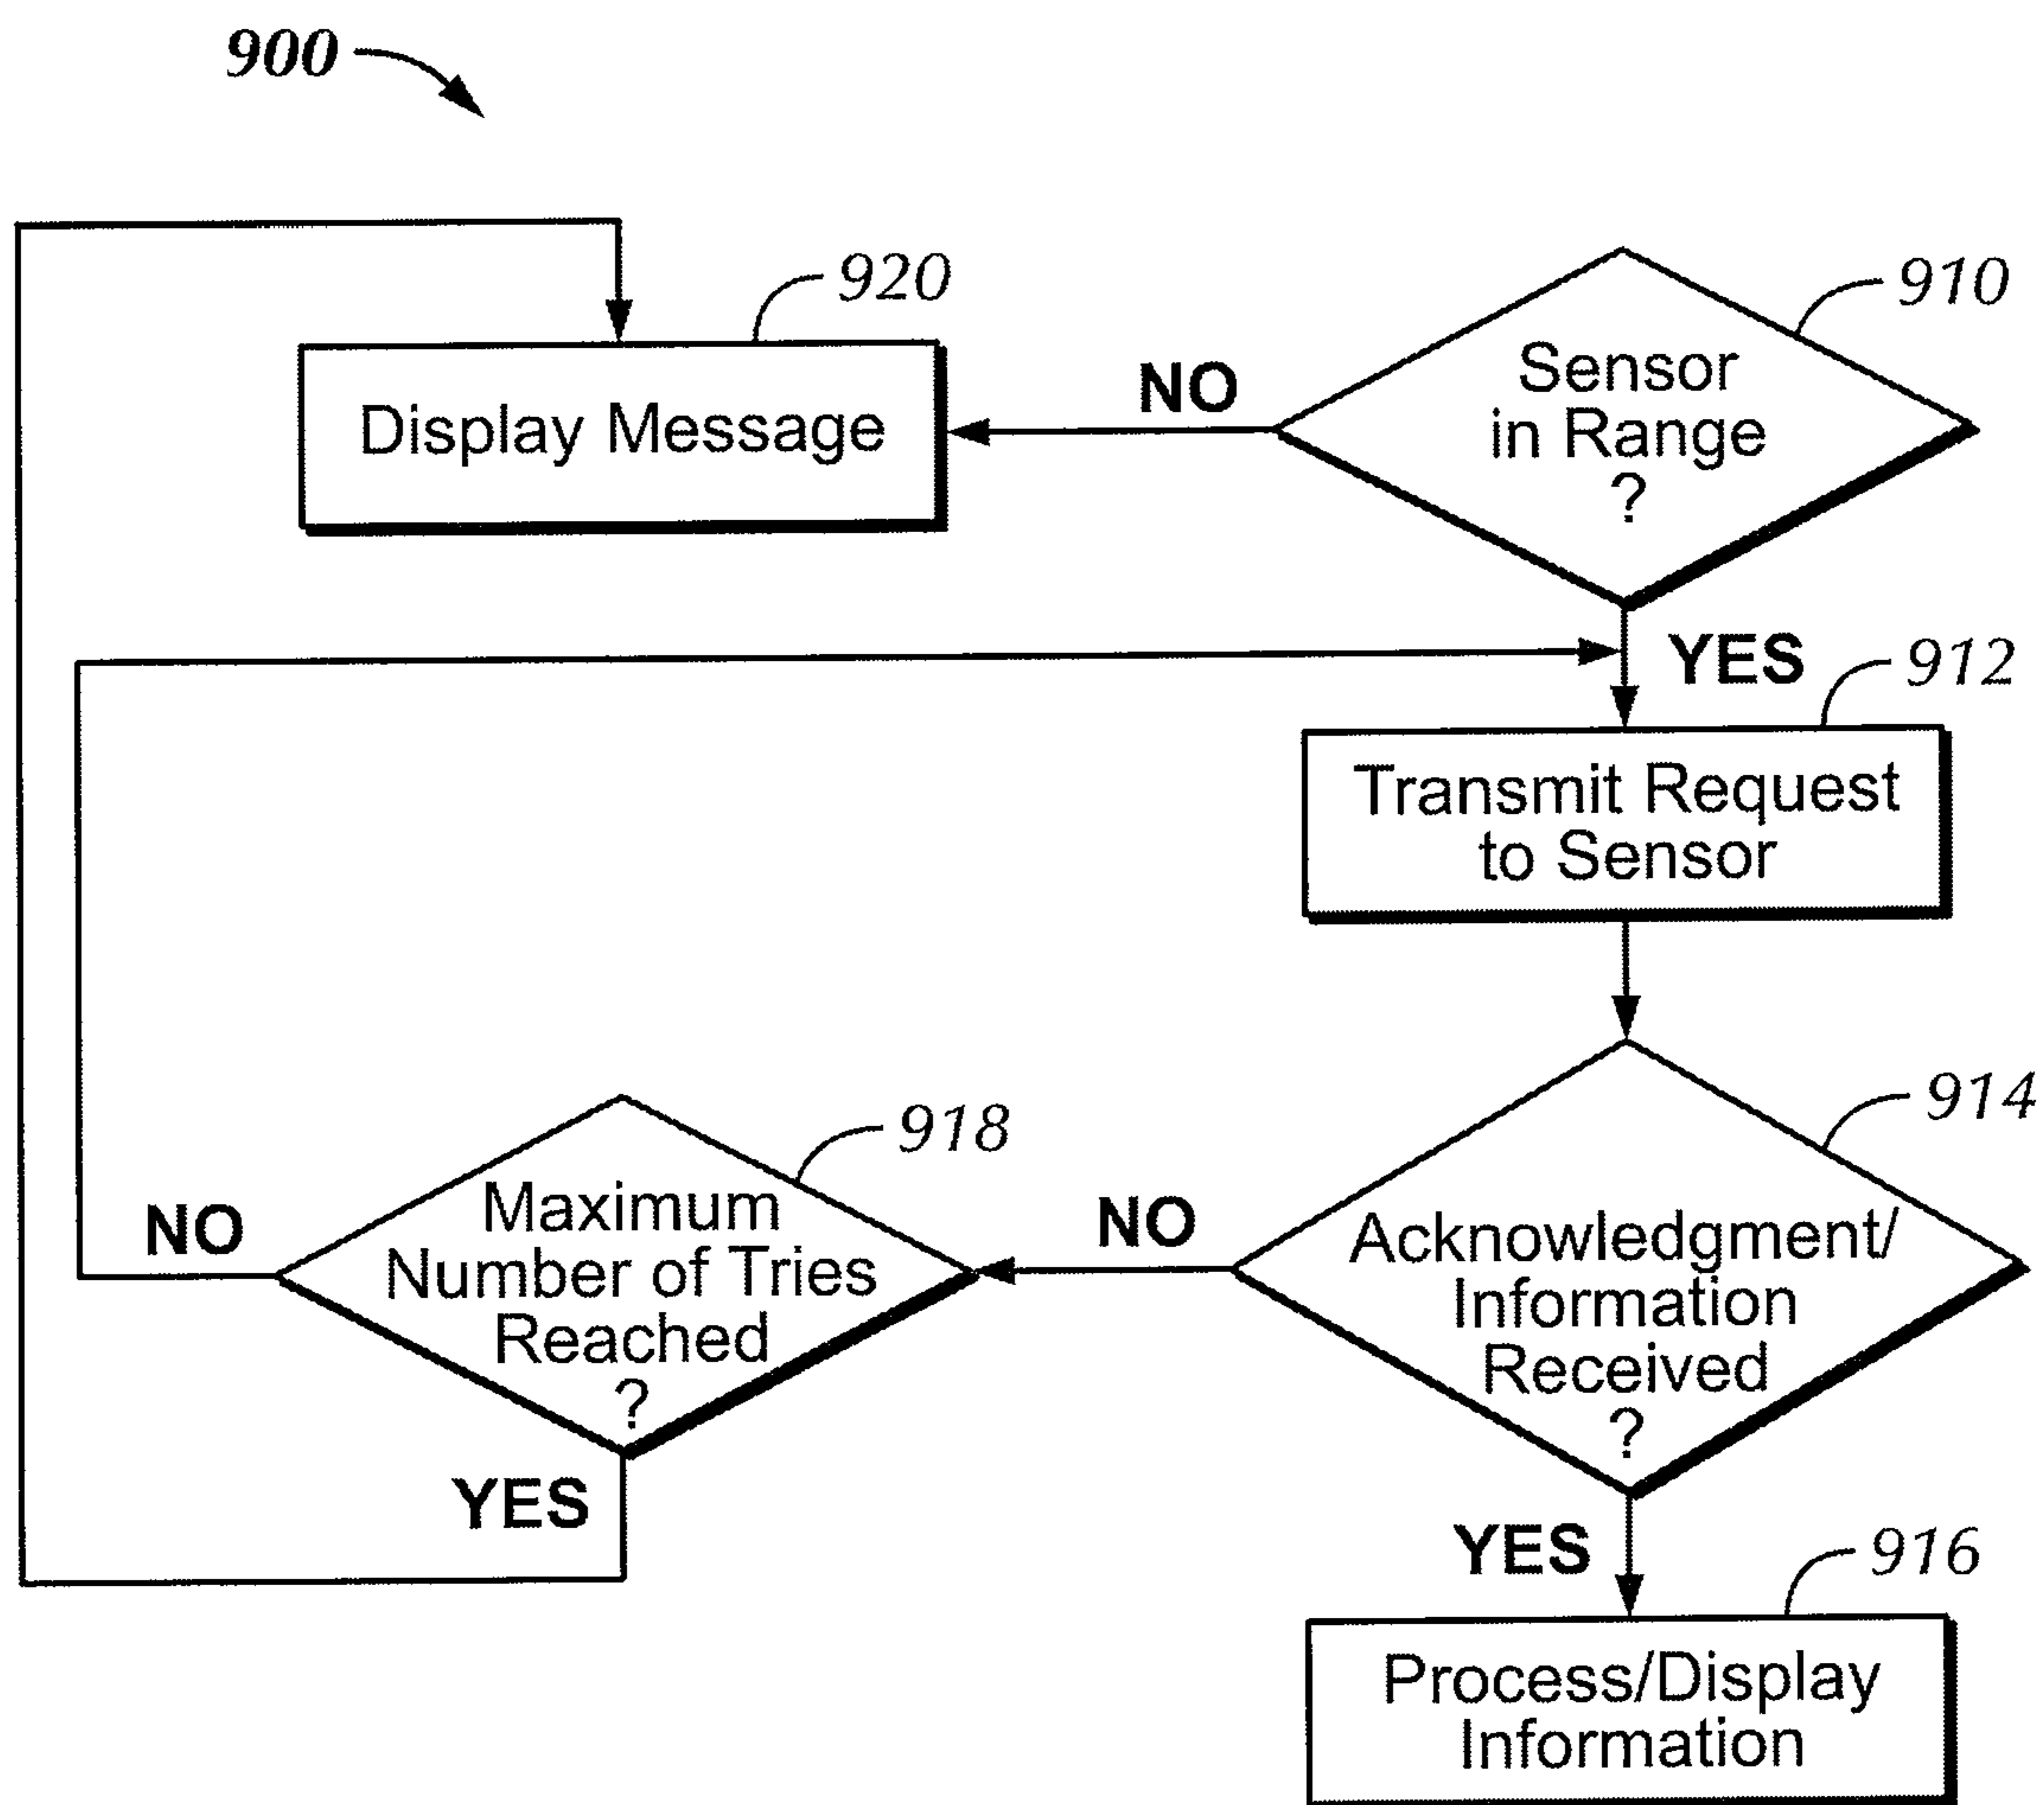 900
920
Display Message
NO
910
Sensor
in Range
?
YES
912
Transmit Request
to Sensor
914
Acknowledgment/
Information
Received
?
NO
918
Maximum
Number of Tries
Reached
?
NO
YES
YES
916
Process/Display
Information